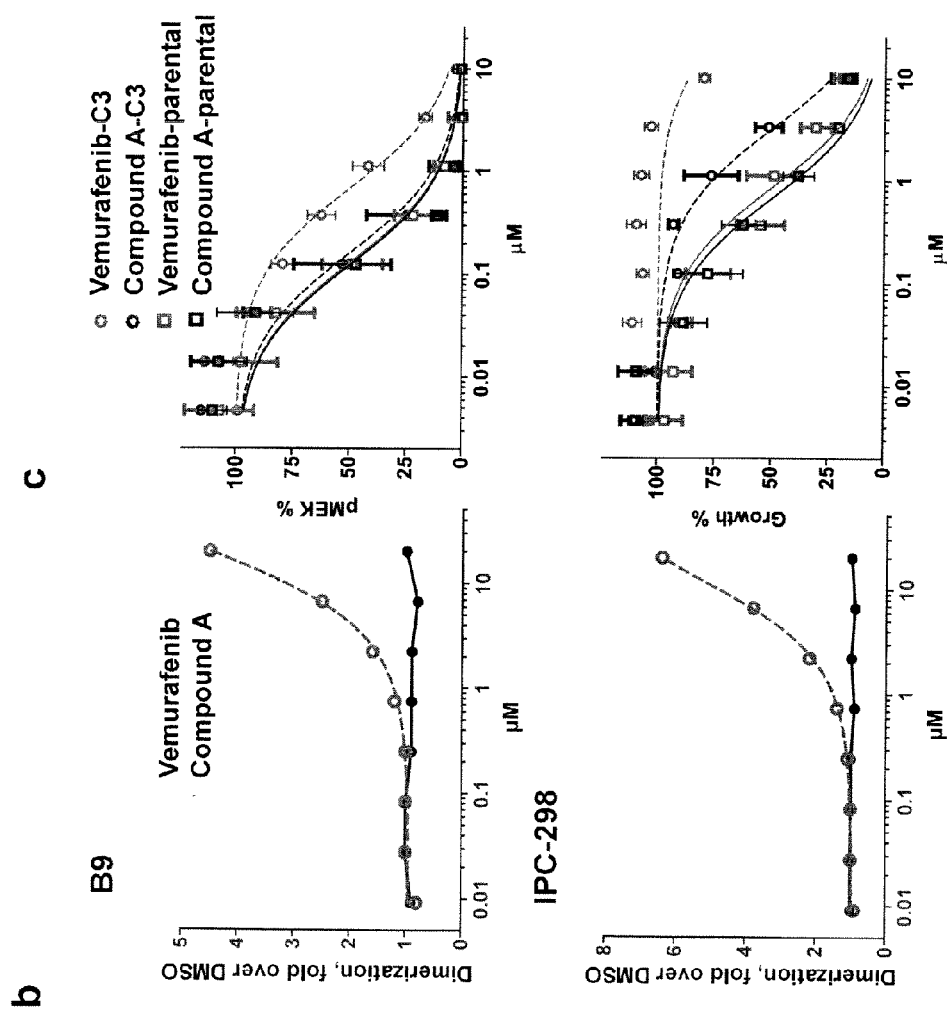 b
B9
Vemurafenib
Compound A
Dimerization, fold over DMSO
5
4
3
2
1
0
0.01
0.1
1
10
µM
IPC-298
Dimerization, fold over DMSO
8
6
4
2
0
0.01
0.1
1
10
µM
c
Vemurafenib-C3
Compound A-C3
Vemurafenib-parental
Compound A-parental
pMEK %
100
75
50
25
0
0.01
0.1
1
10
µM
Growth %
100
75
50
25
0
0.01
0.1
1
10
µM